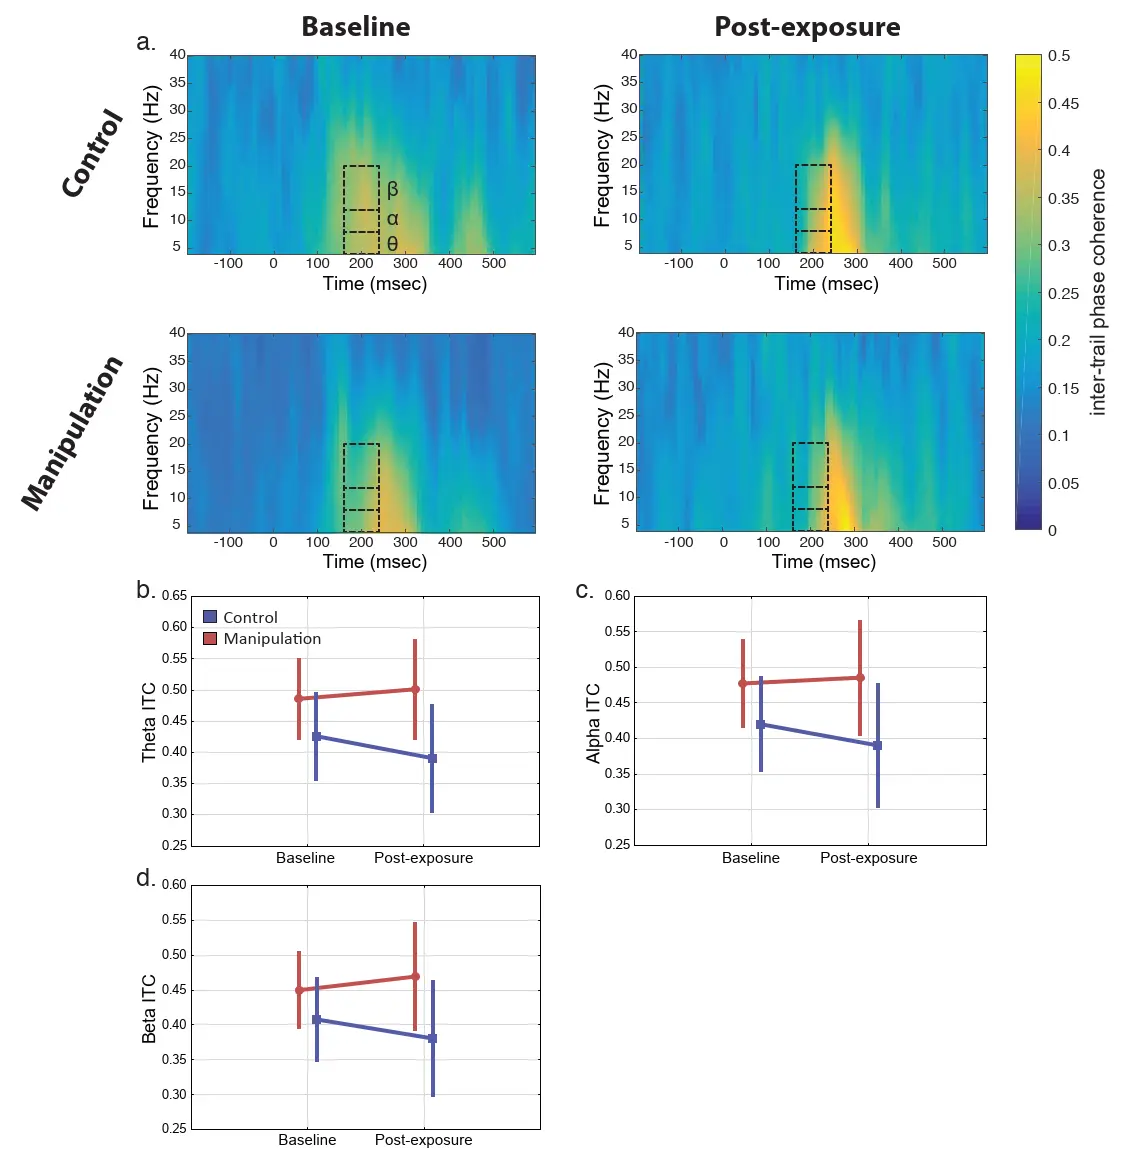 Baseline
Post-exposure
a.
Control
Frequency (Hz)
40
35
30
25
20
15
10
5
β
α
θ
-100 0 100 200 300 400 500
Time (msec)
Frequency (Hz)
40
35
30
25
20
15
10
5
-100 0 100 200 300 400 500
Time (msec)
0.5
0.45
0.4
0.35
0.3
0.25
0.2
0.15
0.1
0.05
0
inter-trail phase coherence
Manipulation
Frequency (Hz)
40
35
30
25
20
15
10
5
-100 0 100 200 300 400 500
Time (msec)
Frequency (Hz)
40
35
30
25
20
15
10
5
-100 0 100 200 300 400 500
Time (msec)
b.
Theta ITC
0.65
0.60
0.55
0.50
0.45
0.40
0.35
0.30
0.25
Control
Manipulation
Baseline Post-exposure
c.
Alpha ITC
0.60
0.55
0.50
0.45
0.40
0.35
0.30
0.25
Baseline Post-exposure
d.
Beta ITC
0.60
0.55
0.50
0.45
0.40
0.35
0.30
0.25
Baseline Post-exposure